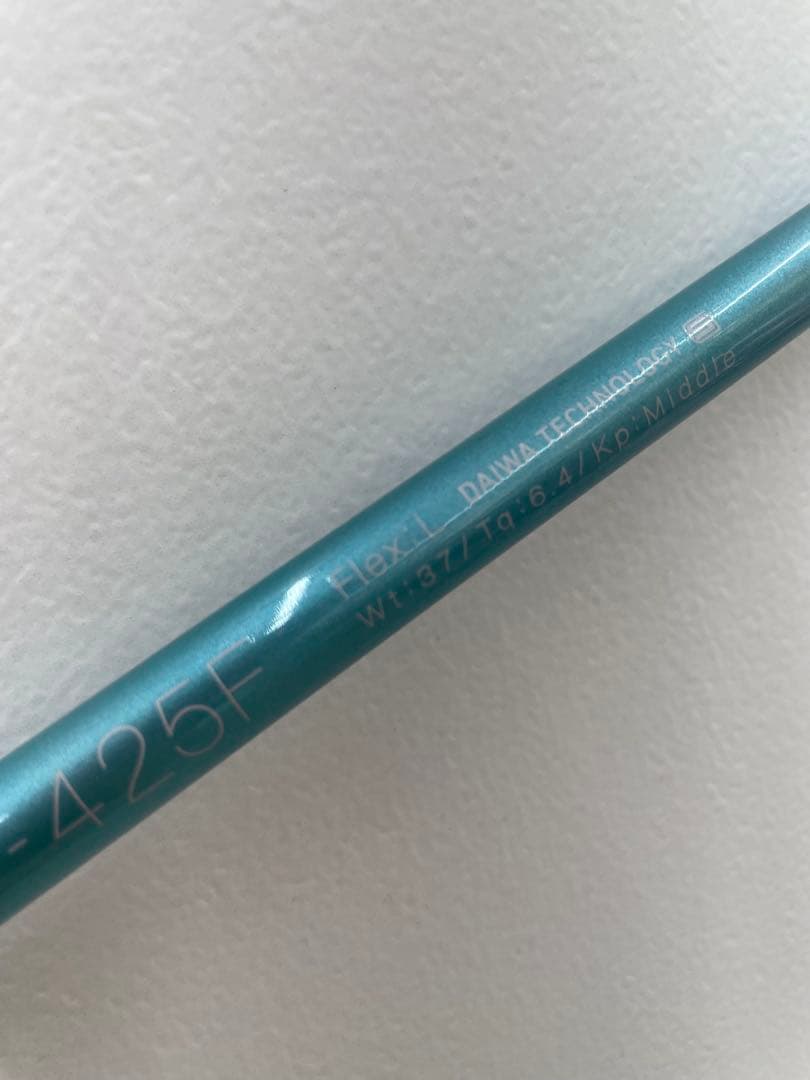 -425F
Flex:L DAIWA TECHNOLOGY
Wt:37/Tq:6.4/Kp:Middle